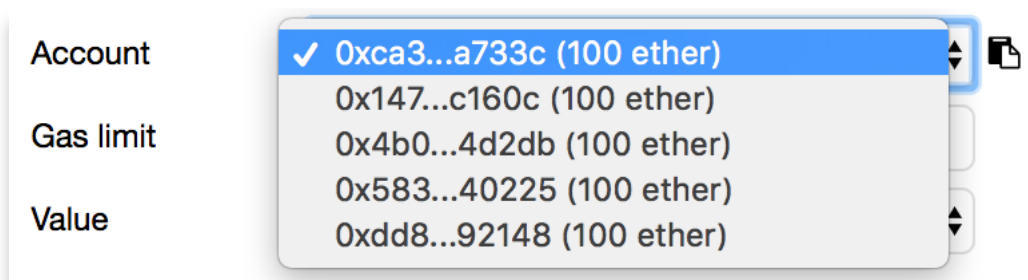 Account
✓ 0xca3...a733c (100 ether)
0x147...c160c (100 ether)
Gas limit
0x4b0...4d2db (100 ether)
0x583...40225 (100 ether)
Value
0xdd8...92148 (100 ether)